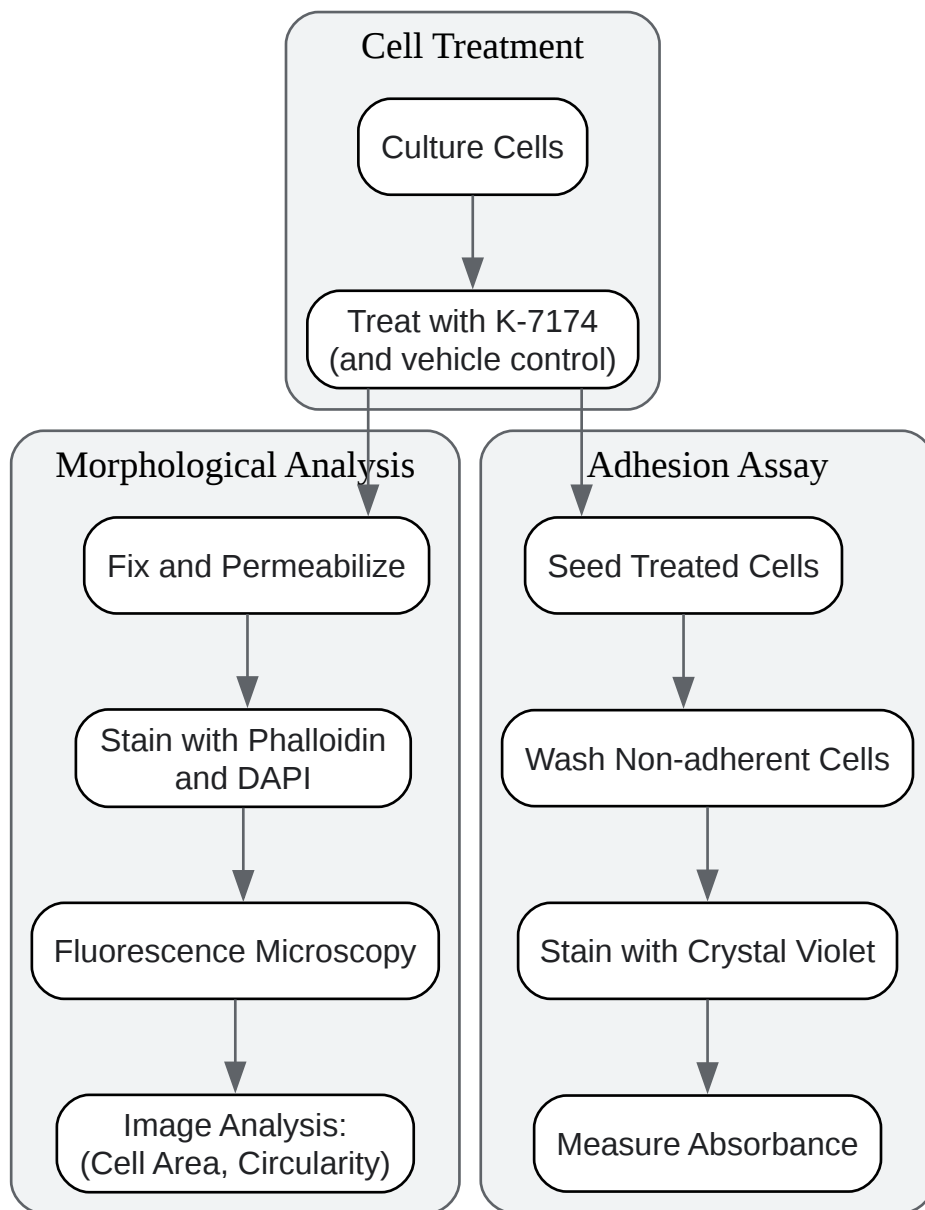 Cell Treatment
Culture Cells
Treat with K-7174
(and vehicle control)
Morphological Analysis
Fix and Permeabilize
Stain with Phalloidin
and DAPI
Fluorescence Microscopy
Image Analysis:
(Cell Area, Circularity)
Adhesion Assay
Seed Treated Cells
Wash Non-adherent Cells
Stain with Crystal Violet
Measure Absorbance